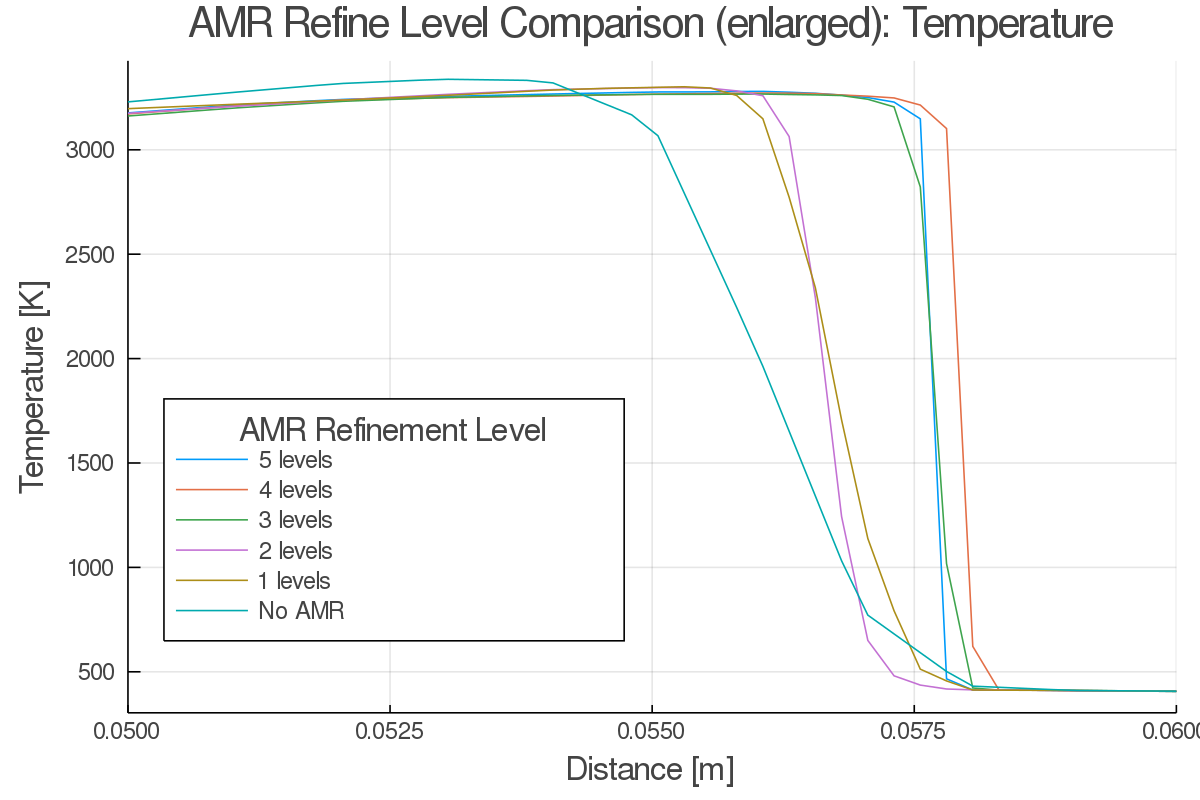 AMR Refine Level Comparison (enlarged): Temperature
Temperature [K]
3000
2500
2000
1500
1000
500
AMR Refinement Level
5 levels
4 levels
3 levels
2 levels
1 levels
No AMR
0.0500
0.0525
0.0550
0.0575
0.060
Distance [m]